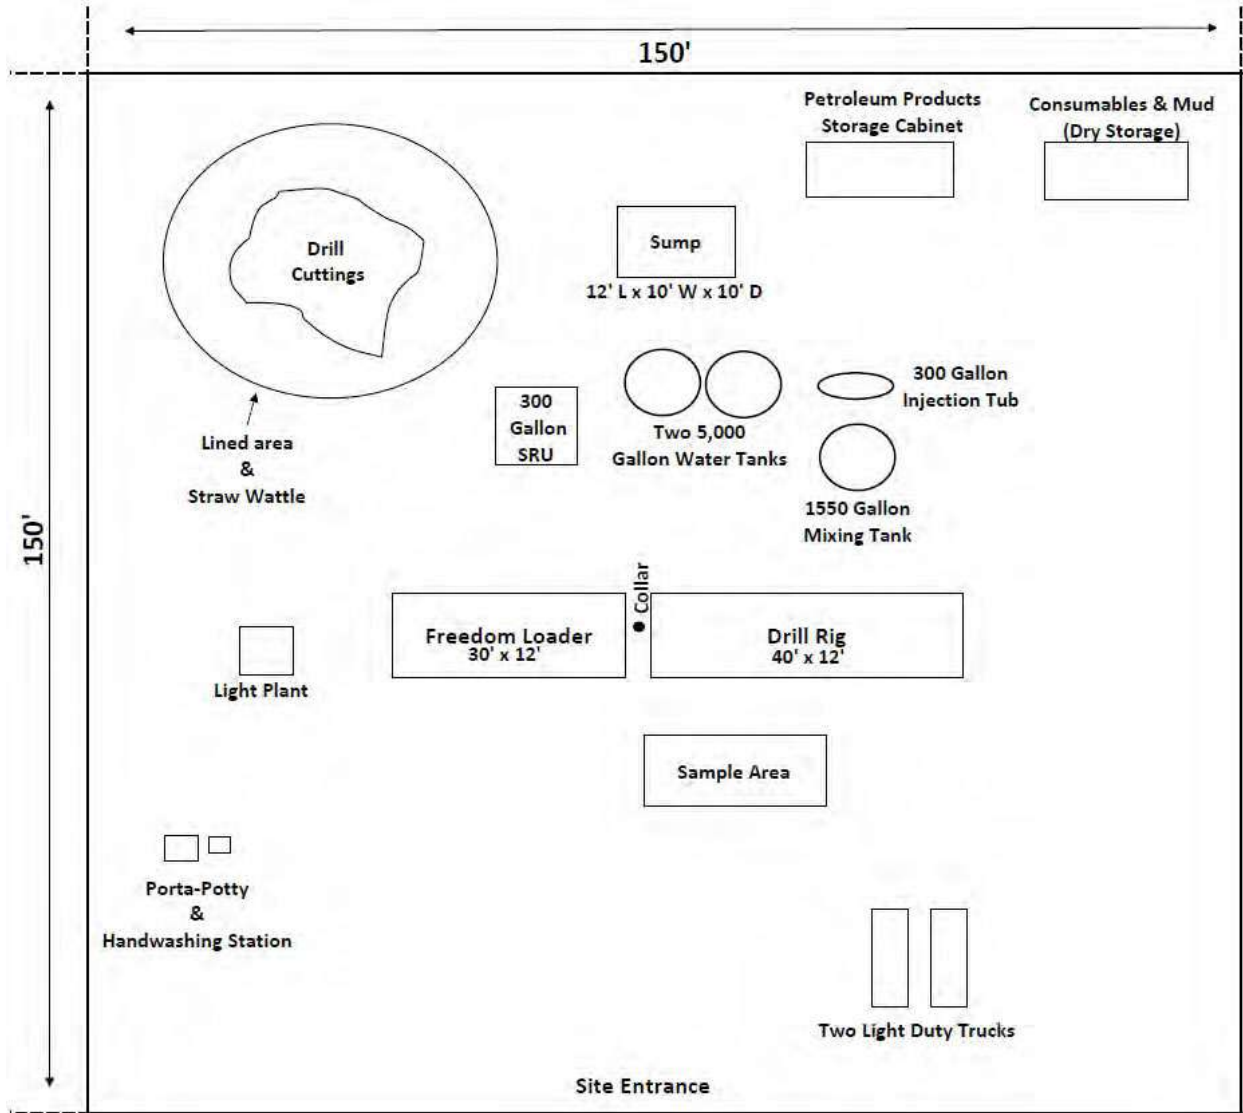 150'
Petroleum Products
Storage Cabinet
Consumables & Mud
(Dry Storage)
Drill
Cuttings
Sump
12' L x 10' W x 10' D
300 Gallon
Injection Tub
300
Gallon
SRU
Two 5,000
Gallon Water Tanks
Lined area
&
Straw Wattle
1550 Gallon
Mixing Tank
150'
Collar
Freedom Loader
30' x 12'
Drill Rig
40' x 12'
Light Plant
Sample Area
Porta-Potty
&
Handwashing Station
Two Light Duty Trucks
Site Entrance